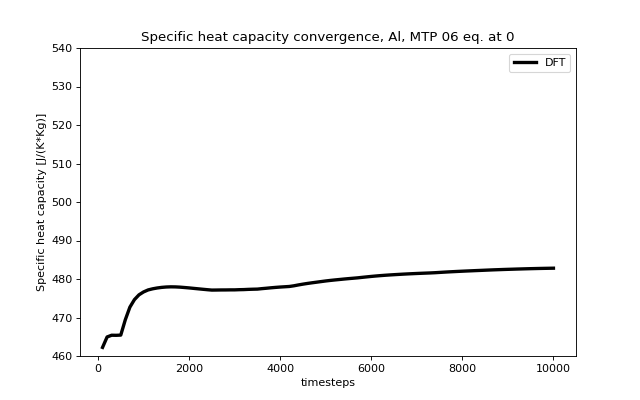 Specific heat capacity convergence, Al, MTP 06 eq. at 0
DFT
540
530
520
510
500
490
480
470
460
Specific heat capacity [J/(K*Kg)]
0 2000 4000 6000 8000 10000
timesteps